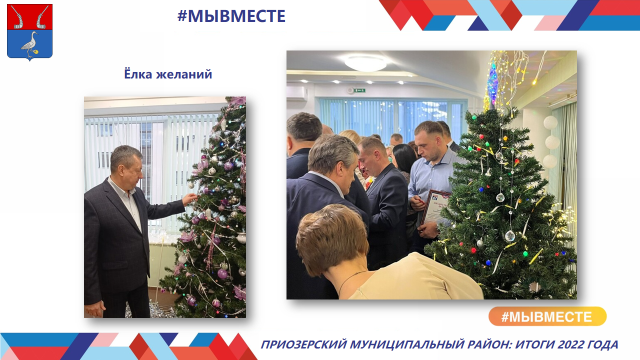 #МЫВМЕСТЕ
Ёлка желаний
#МЫВМЕСТЕ
ПРИОЗЕРСКИЙ МУНИЦИПАЛЬНЫЙ РАЙОН: ИТОГИ 2022 ГОДА